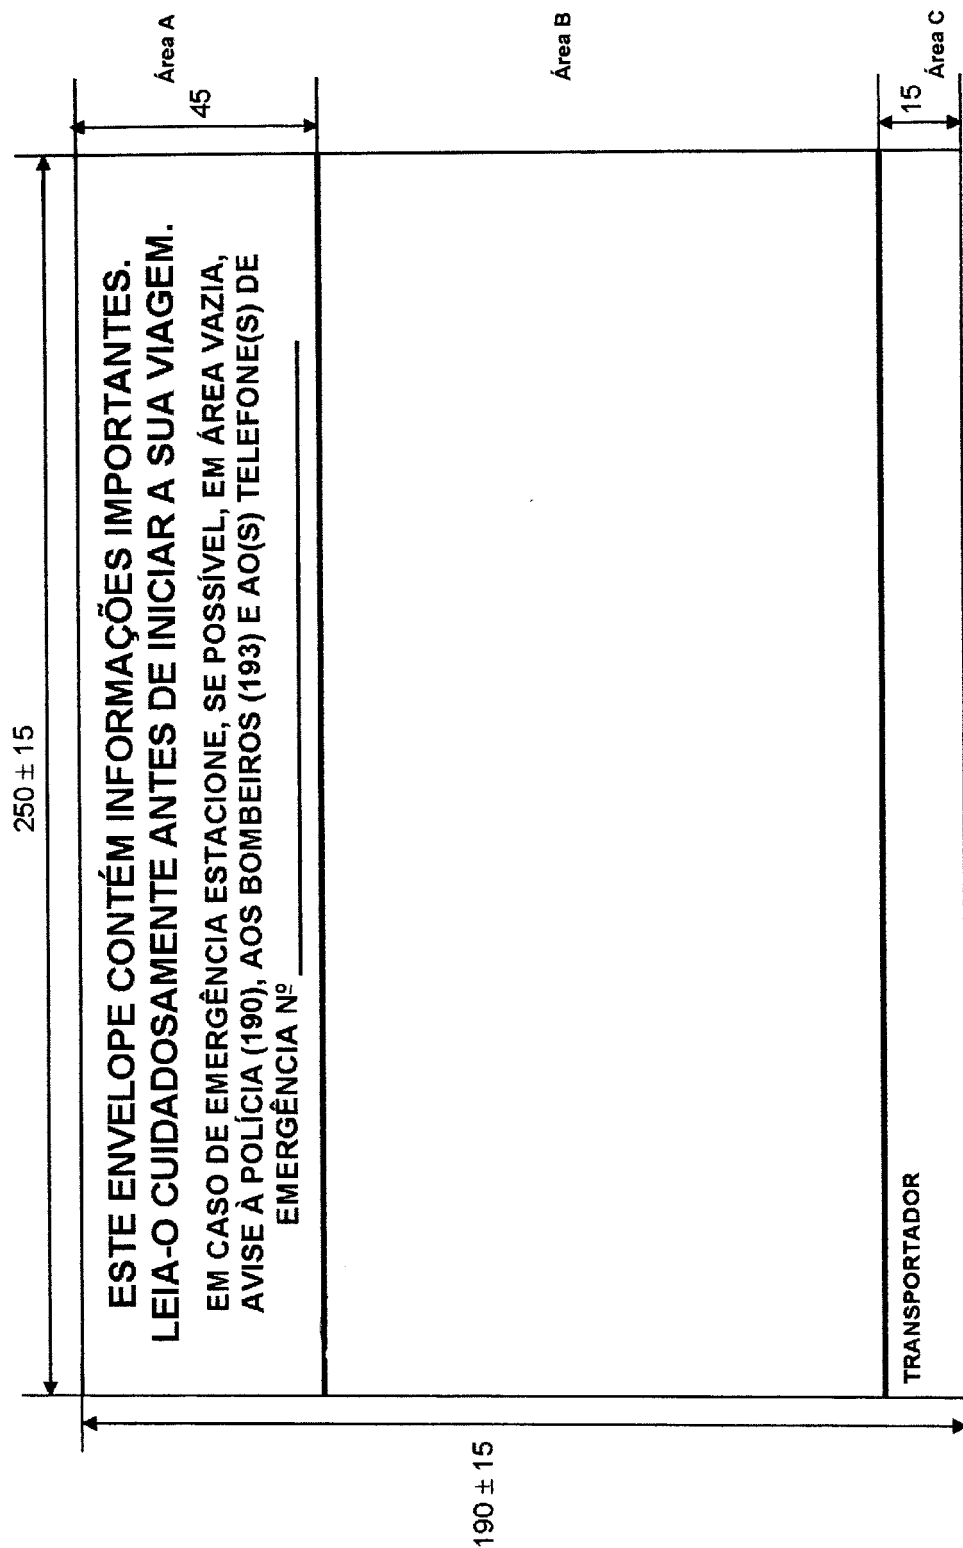 250 ± 15
ESTE ENVELOPE CONTÉM INFORMAÇÕES IMPORTANTES.
LEIA-O CUIDADOSAMENTE ANTES DE INICIAR A SUA VIAGEM.
EM CASO DE EMERGÊNCIA ESTACIONE, SE POSSÍVEL, EM ÁREA VAZIA,
AVISE À POLÍCIA (190), AOS BOMBEIROS (193) E AO(S) TELEFONE(S) DE
EMERGÊNCIA Nº
45
Área A
190 ± 15
Área B
TRANSPORTADOR
15
Área C